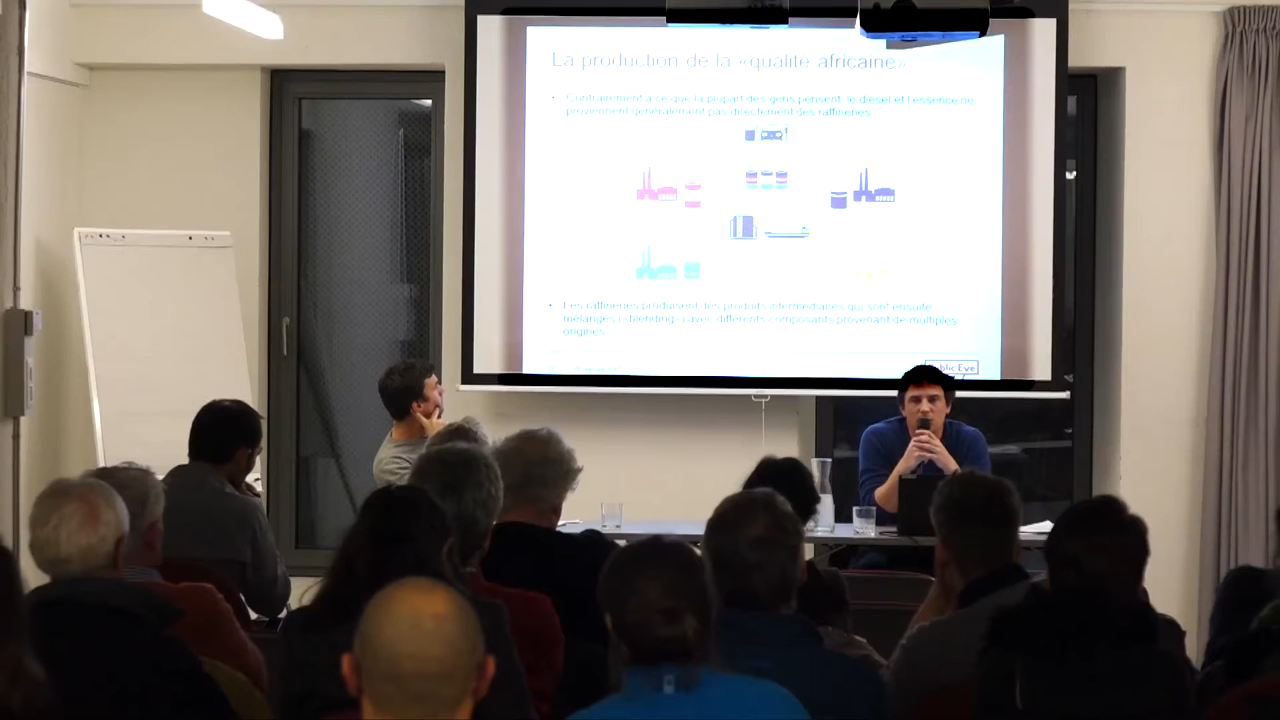 La production de la «qualité africaine»
• Contrairement à ce que la plupart des gens pensent, le diesel et l'essence ne
proviennent généralement pas directement des raffineries
• Les raffineries produisent des produits intermédiaires qui sont ensuite
mélangés («blending») avec différents composants provenant de multiples
origines
Public Eye